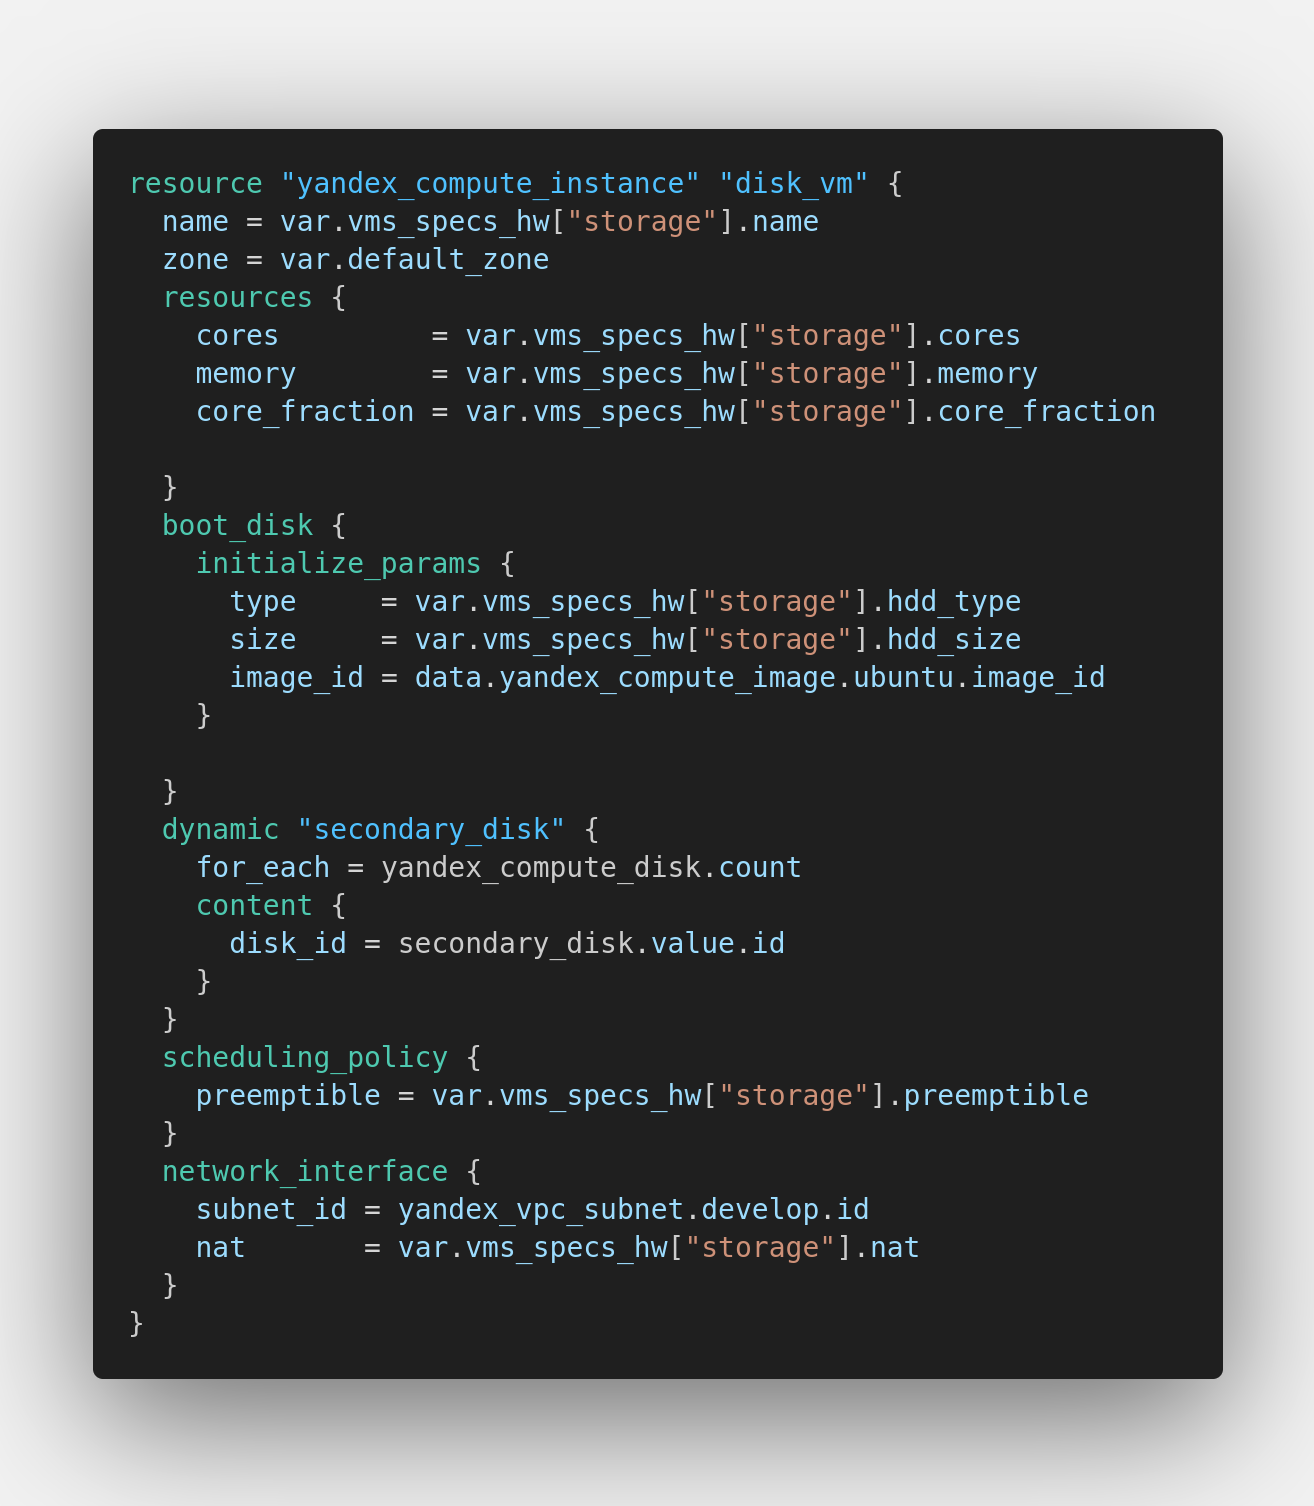 resource "yandex_compute_instance" "disk_vm" {
  name = var.vms_specs_hw["storage"].name
  zone = var.default_zone
  resources {
    cores         = var.vms_specs_hw["storage"].cores
    memory        = var.vms_specs_hw["storage"].memory
    core_fraction = var.vms_specs_hw["storage"].core_fraction

  }
  boot_disk {
    initialize_params {
      type     = var.vms_specs_hw["storage"].hdd_type
      size     = var.vms_specs_hw["storage"].hdd_size
      image_id = data.yandex_compute_image.ubuntu.image_id
    }

  }
  dynamic "secondary_disk" {
    for_each = yandex_compute_disk.count
    content {
      disk_id = secondary_disk.value.id
    }
  }
  scheduling_policy {
    preemptible = var.vms_specs_hw["storage"].preemptible
  }
  network_interface {
    subnet_id = yandex_vpc_subnet.develop.id
    nat       = var.vms_specs_hw["storage"].nat
  }
}